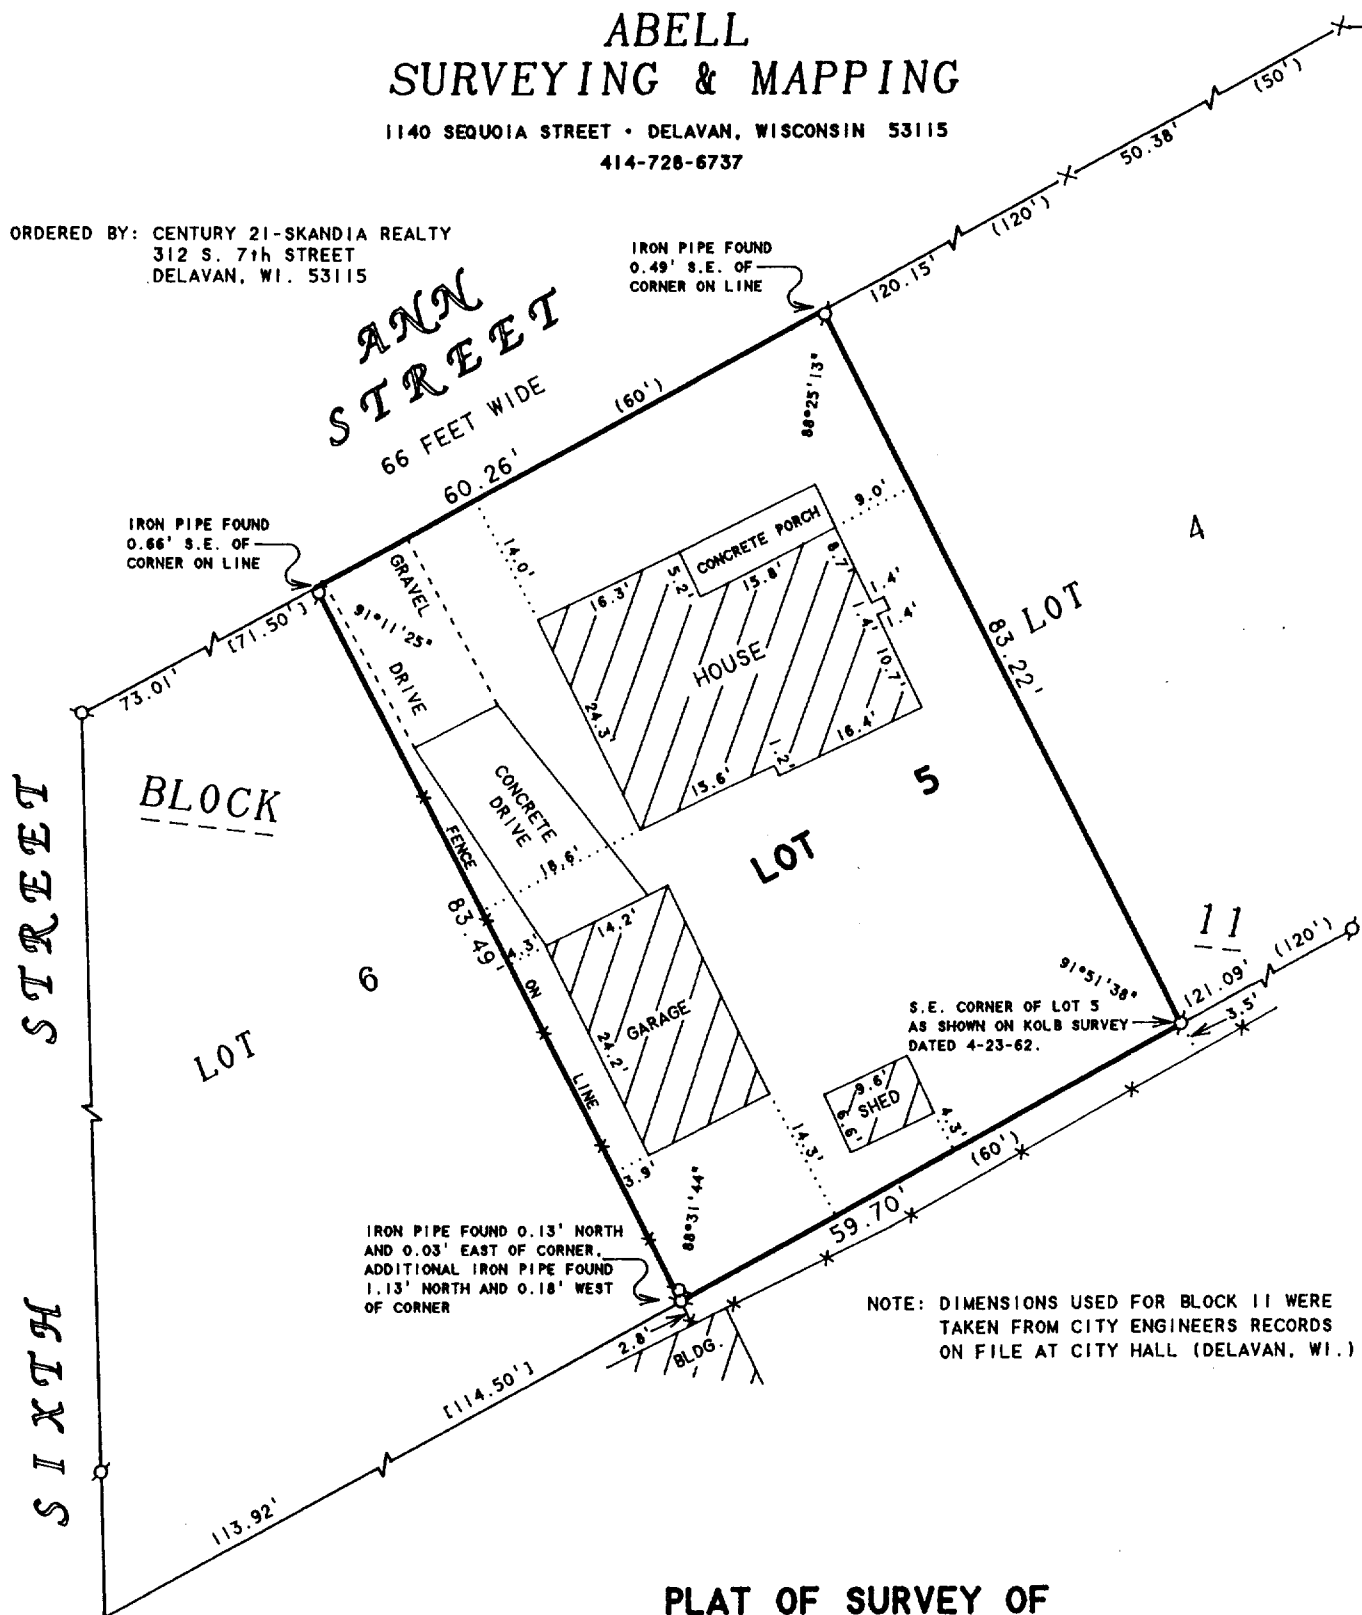 ABELL
SURVEYING & MAPPING
1140 SEQUOIA STREET • DELAVAN, WISCONSIN 53115
414-728-6737
ORDERED BY: CENTURY 21-SKANDIA REALTY
312 S. 7th STREET
DELAVAN, WI. 53115
IRON PIPE FOUND
0.49' S.E. OF
CORNER ON LINE
(50')
50.38'
(120')
120.15'
ANN
STREET
66 FEET WIDE
(60')
60.26'
88°25'13"
IRON PIPE FOUND
0.66' S.E. OF
CORNER ON LINE
[71.50']
73.01'
91°11'25"
GRAVEL
DRIVE
14.0'
9.0'
CONCRETE PORCH
16.3'
5.2'
15.8'
8.7'
1.4'
1.4'
1.4'
10.7'
HOUSE
24.3'
13.6'
1.2'
16.4'
83.22'
LOT
4
STREET
BLOCK
CONCRETE
DRIVE
FENCE
18.6'
83.49'
4.3'
14.2'
ON
LINE
LOT
5
11
(120')
121.09'
3.5'
91°51'38"
S.E. CORNER OF LOT 5
AS SHOWN ON KOLB SURVEY
DATED 4-23-62.
6
LOT
GARAGE
24.2'
9.6'
SHED
6.6'
4.3'
14.3'
3.9'
88°31'44"
(60')
59.70'
IRON PIPE FOUND 0.13' NORTH
AND 0.03' EAST OF CORNER,
ADDITIONAL IRON PIPE FOUND
1.13' NORTH AND 0.18' WEST
OF CORNER
2.8'
BLDG.
NOTE: DIMENSIONS USED FOR BLOCK 11 WERE
TAKEN FROM CITY ENGINEERS RECORDS
ON FILE AT CITY HALL (DELAVAN, WI.)
SIXTH
[114.50']
113.92'
PLAT OF SURVEY OF